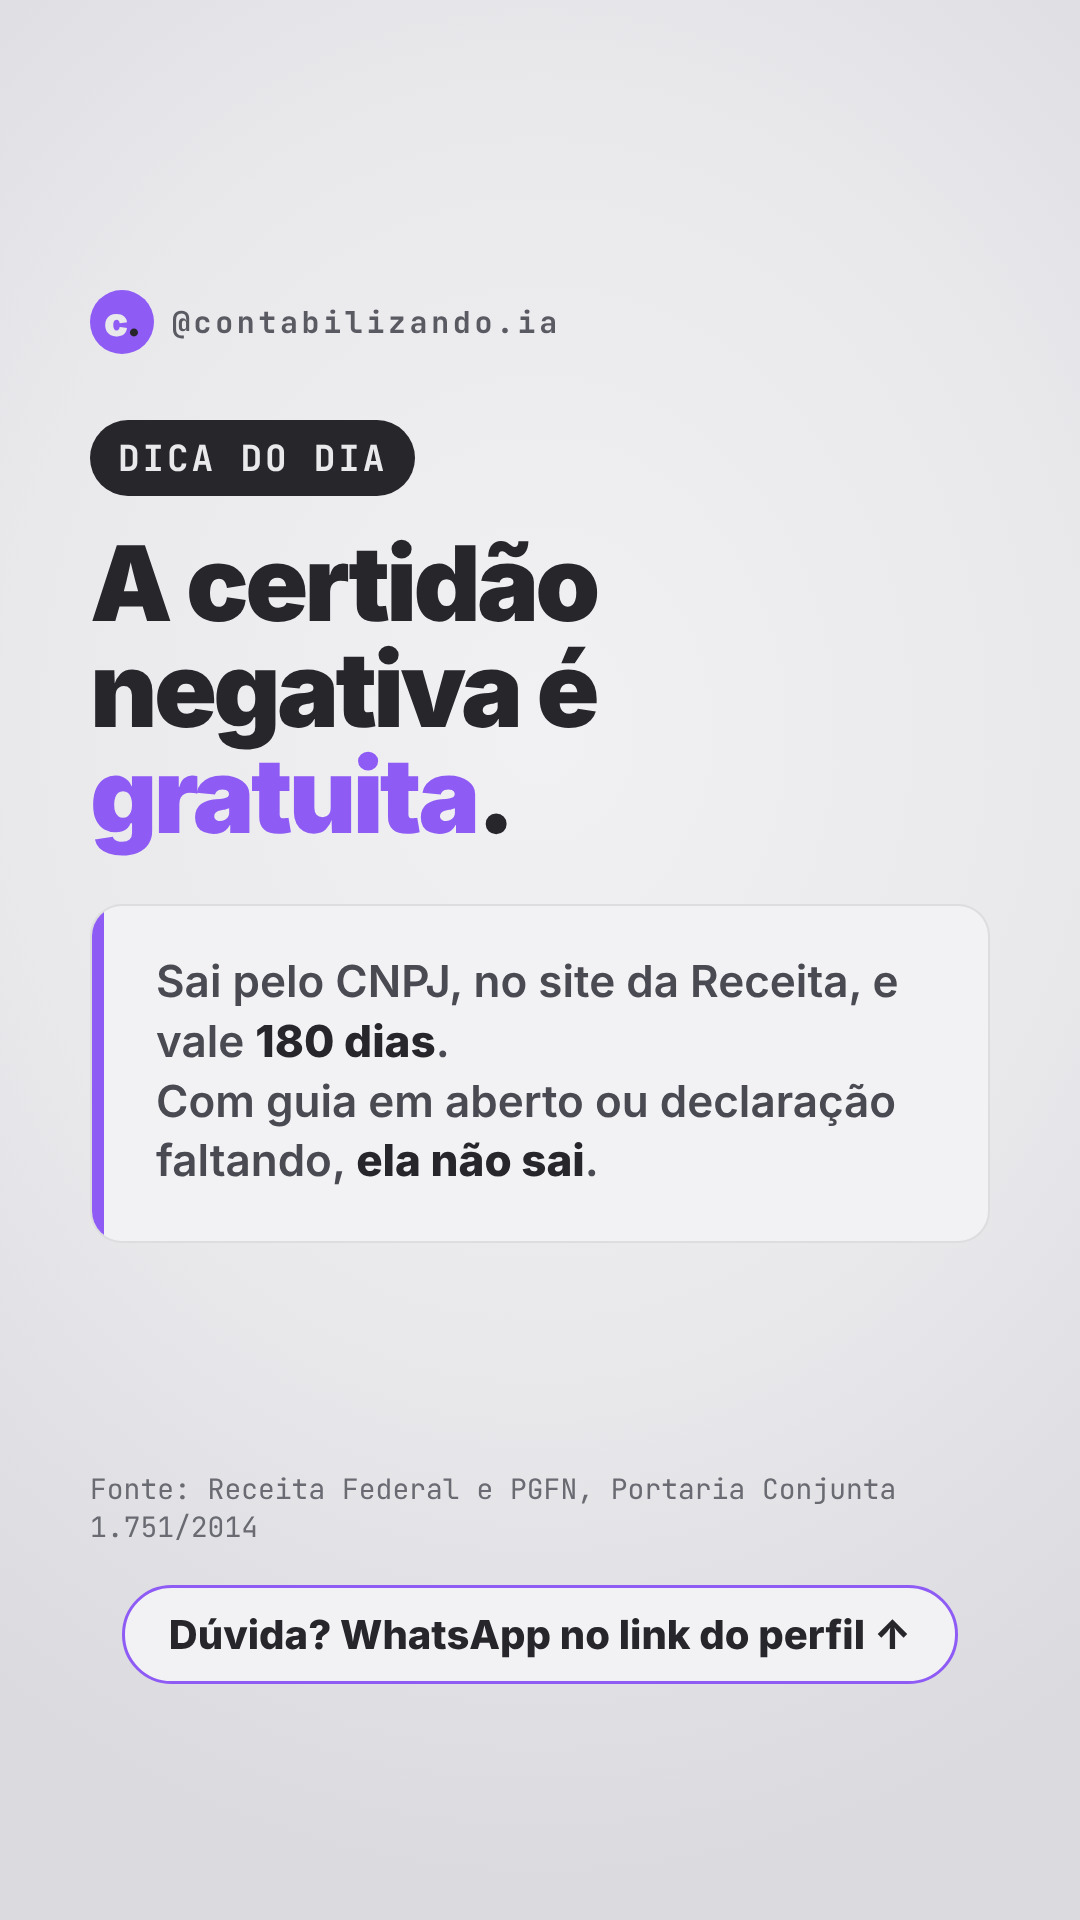 c. @contabilizando.ia
DICA DO DIA
A certidão
negativa é
gratuita.
Sai pelo CNPJ, no site da Receita, e
vale 180 dias.
Com guia em aberto ou declaração
faltando, ela não sai.
Fonte: Receita Federal e PGFN, Portaria Conjunta
1.751/2014
Dúvida? WhatsApp no link do perfil ↑